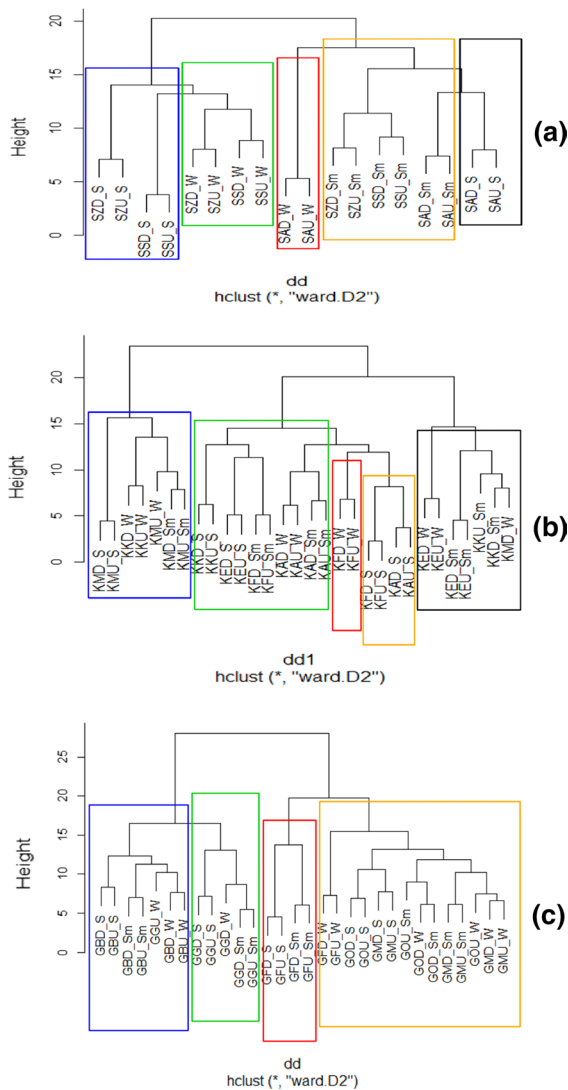 20
15
10
5
0
Height
SZD_S
SZU_S
SSD_S
SSU_S
SZD_W
SZU_W
SSD_W
SSU_W
SAD_W
SAU_W
SZD_Sm
SZU_Sm
SSD_Sm
SSU_Sm
SAD_Sm
SAU_Sm
SAD_S
SAU_S
(a)
dd
hclust (*, "ward.D2")
20
15
10
5
0
Height
KMD_S
KMU_S
KKD_W
KKU_W
KMU_W
KMD_Sm
KMU_Sm
KKD_S
KKU_S
KED_S
KEU_S
KFD_Sm
KFU_Sm
KAD_W
KAU_W
KAD_Sm
KAU_Sm
KFD_W
KFU_W
KFD_S
KFU_S
KAD_S
KAU_S
KED_W
KEU_W
KED_Sm
KEU_Sm
KKU_Sm
KKD_Sm
KMD_W
(b)
dd1
hclust (*, "ward.D2")
25
20
15
10
5
0
Height
GBD_S
GBU_S
GBD_Sm
GBU_Sm
GGU_W
GBD_W
GBU_W
GGD_S
GGU_S
GGD_W
GGD_Sm
GGU_Sm
GFD_S
GFU_S
GFD_Sm
GFU_Sm
GFD_W
GFU_W
GOD_S
GOU_S
GMD_S
GMU_S
GOU_Sm
GOD_W
GOD_Sm
GMD_Sm
GMU_Sm
GOU_W
GMD_W
GMU_W
(c)
dd
hclust (*, "ward.D2")